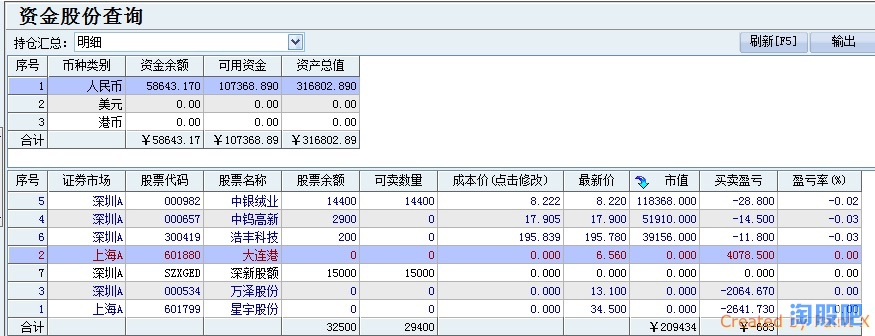 资金股份查询
持仓汇总: 明细 刷新[F5] 输出
序号 币种类别 资金余额 可用资金 资产总值
1 人民币 58643.170 107368.890 316802.890
2 美元 0.00 0.00 0.00
3 港币 0.00 0.00 0.00
合计 ￥58643.17 ￥107368.89 ￥316802.89
序号 证券市场 股票代码 股票名称 股票余额 可卖数量 成本价(点击修改) 最新价 市值 买卖盈亏 盈亏率(%)
5 深圳A 000982 中银绒业 14400 14400 8.222 8.220 118368.000 -28.800 -0.02
4 深圳A 000657 中钨高新 2900 0 17.905 17.900 51910.000 -14.500 -0.03
6 深圳A 300419 浩丰科技 200 0 195.839 195.780 39156.000 -11.800 -0.03
2 上海A 601880 大连港 0 0 0.000 6.560 0.000 4078.500 0.00
7 深圳A SZXGED 深新股额 15000 15000 0.000 0.000 0.000 0.000 0.00
3 深圳A 000534 万泽股份 0 0 0.000 13.100 0.000 -2064.670 0.00
1 上海A 601799 星宇股份 0 0 0.000 34.500 0.000 -2641.730 0.00
合计 32500 29400 ￥209434 ￥-683
淘股吧